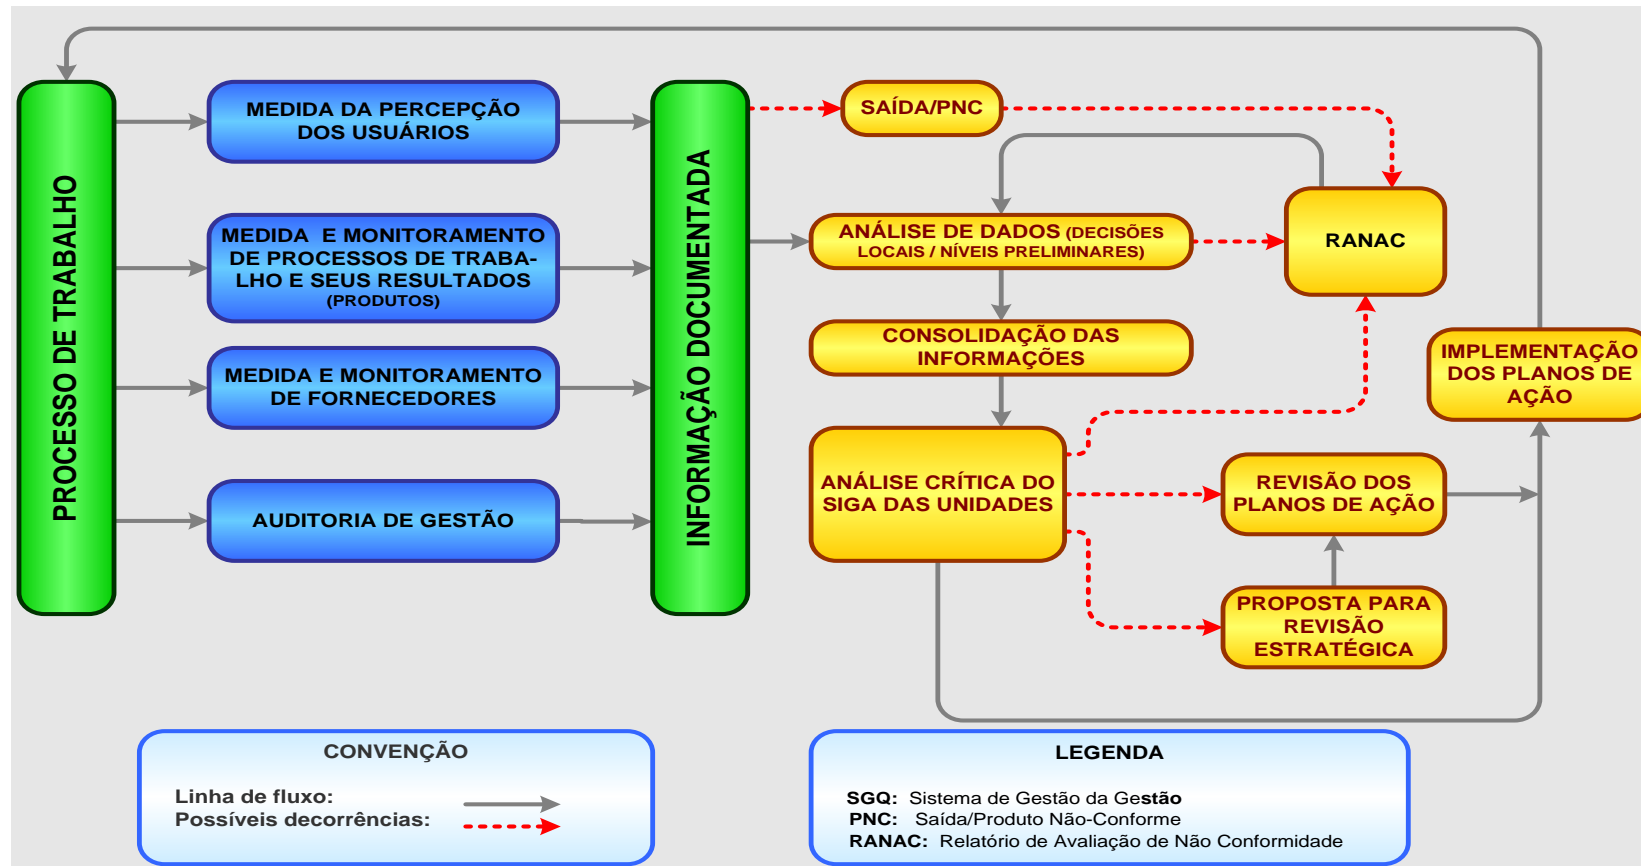 PROCESSO DE TRABALHO
MEDIDA DA PERCEPÇÃO
DOS USUÁRIOS
MEDIDA E MONITORAMENTO
DE PROCESSOS DE TRABA-
LHO E SEUS RESULTADOS
(PRODUTOS)
MEDIDA E MONITORAMENTO
DE FORNECEDORES
AUDITORIA DE GESTÃO
INFORMAÇÃO DOCUMENTADA
SAÍDA/PNC
ANÁLISE DE DADOS (DECISÕES
LOCAIS / NÍVEIS PRELIMINARES)
RANAC
CONSOLIDAÇÃO DAS
INFORMAÇÕES
IMPLEMENTAÇÃO
DOS PLANOS DE
AÇÃO
ANÁLISE CRÍTICA DO
SIGA DAS UNIDADES
REVISÃO DOS
PLANOS DE AÇÃO
PROPOSTA PARA
REVISÃO
ESTRATÉGICA
CONVENÇÃO
Linha de fluxo:
Possíveis decorrências:
LEGENDA
SGQ: Sistema de Gestão da Gestão
PNC: Saída/Produto Não-Conforme
RANAC: Relatório de Avaliação de Não Conformidade